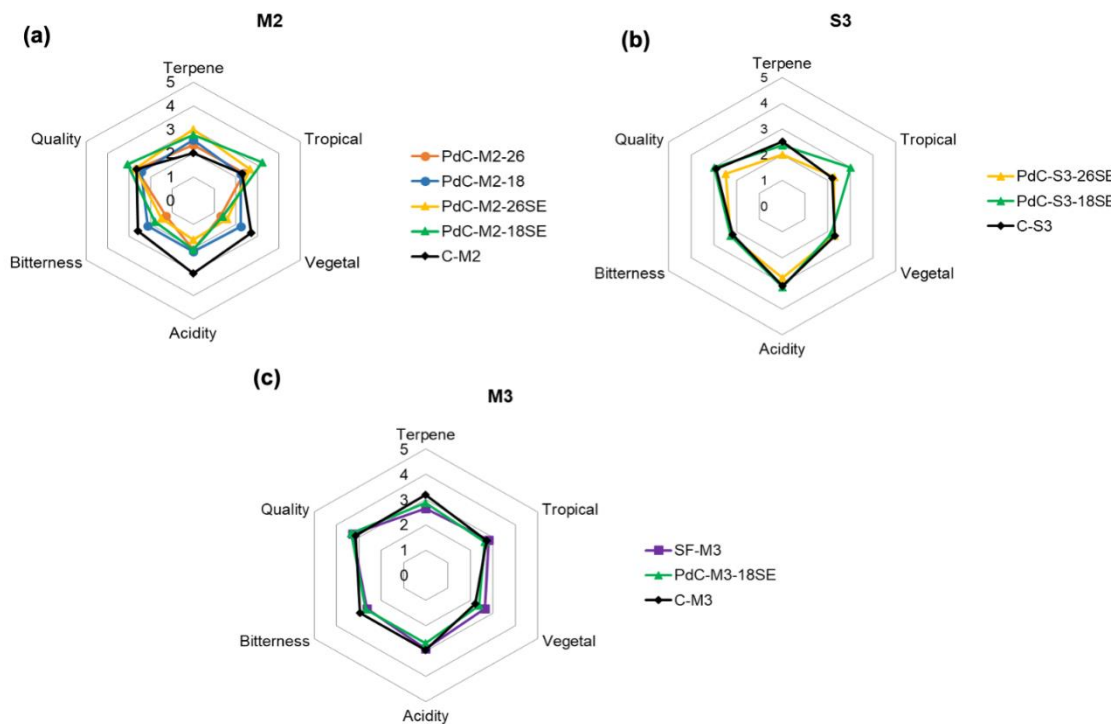 (a)
M2
Terpene
5
4
3
2
1
0
Tropical
Vegetal
Acidity
Bitterness
Quality
PdC-M2-26
PdC-M2-18
PdC-M2-26SE
PdC-M2-18SE
C-M2
(b)
S3
Terpene
5
4
3
2
1
0
Tropical
Vegetal
Acidity
Bitterness
Quality
PdC-S3-26SE
PdC-S3-18SE
C-S3
(c)
M3
Terpene
5
4
3
2
1
0
Tropical
Vegetal
Acidity
Bitterness
Quality
SF-M3
PdC-M3-18SE
C-M3